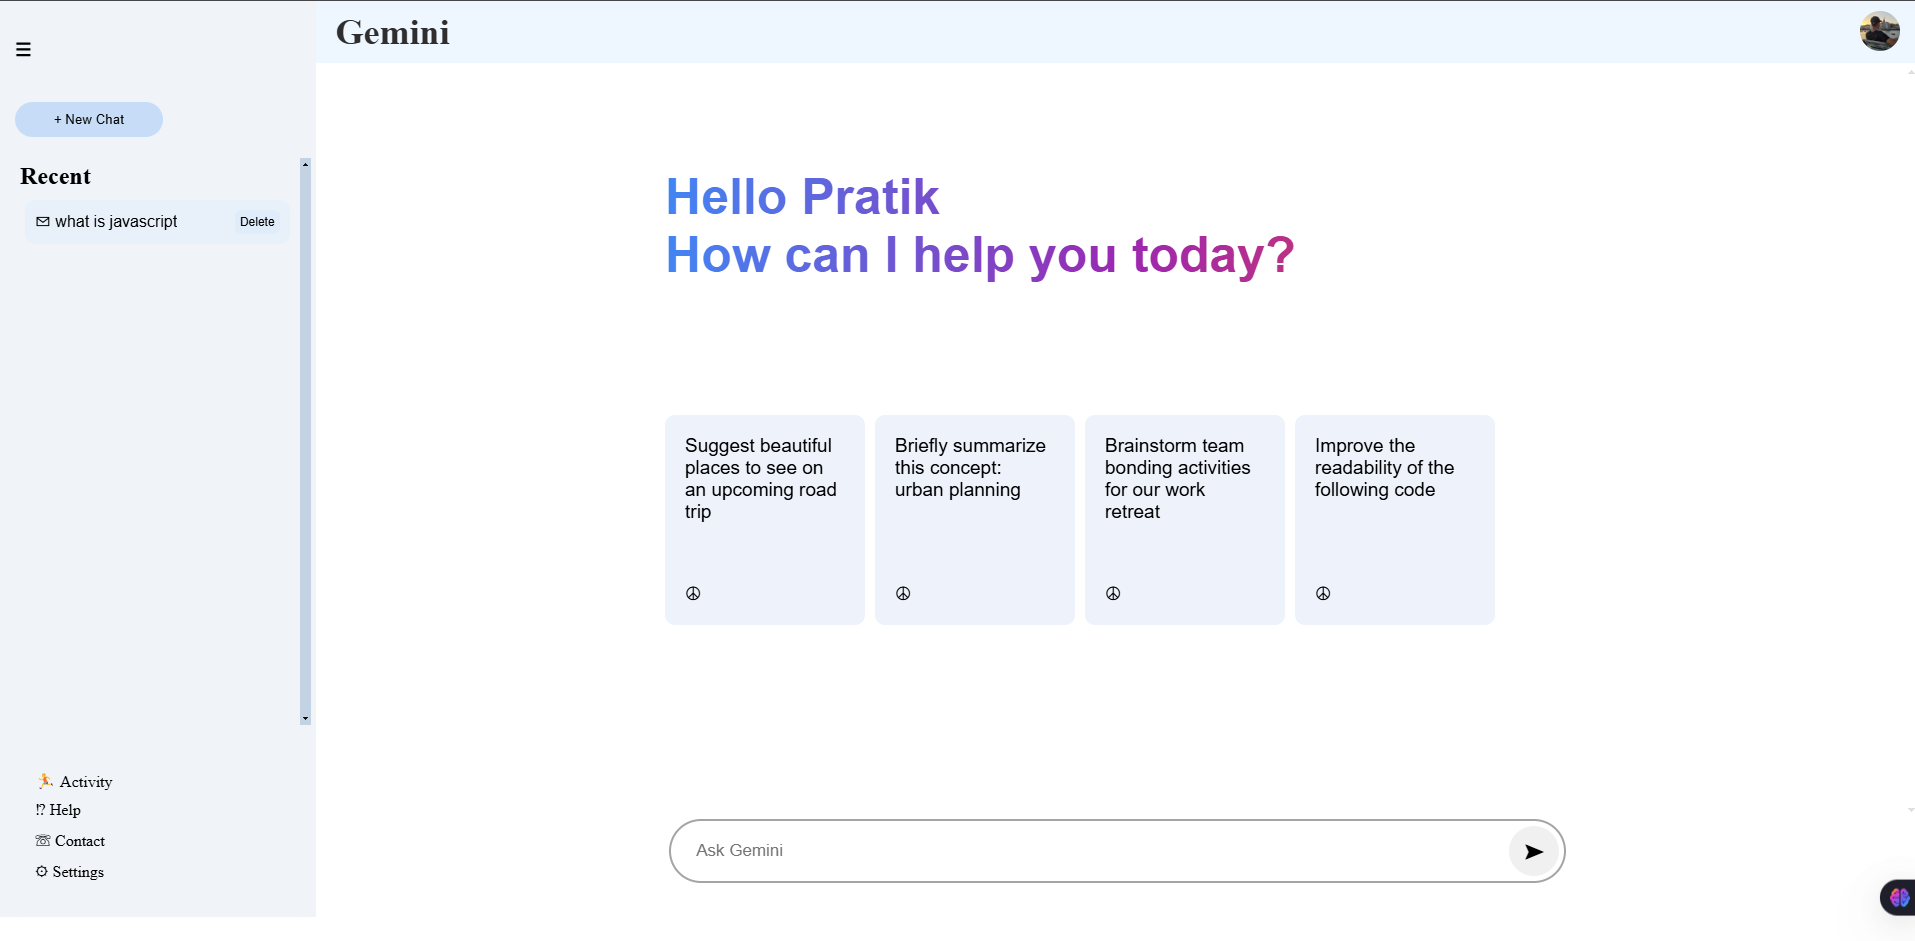 Gemini
+ New Chat
Recent
what is javascript
Delete
Activity
⁉ Help
Contact
Settings
Hello Pratik
How can I help you today?
Suggest beautiful
places to see on
an upcoming road
trip
Briefly summarize
this concept:
urban planning
Brainstorm team
bonding activities
for our work
retreat
Improve the
readability of the
following code
Ask Gemini